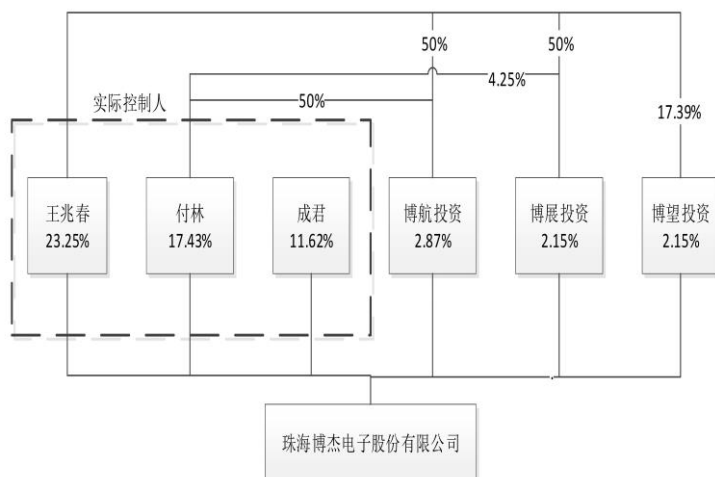 50%
50%
4.25%
50%
实际控制人
17.39%
王兆春
23.25%
付林
17.43%
成君
11.62%
博航投资
2.87%
博展投资
2.15%
博望投资
2.15%
珠海博杰电子股份有限公司